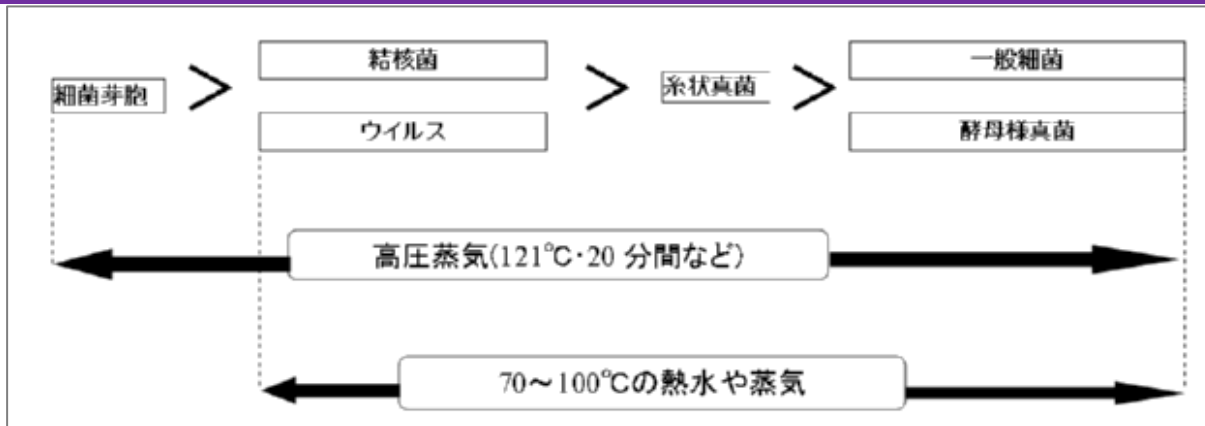 結核菌
一般細菌
細菌芽胞
>
>
糸状真菌
>
ウイルス
酵母様真菌
高圧蒸気(121℃・20 分間など)
70~100℃の熱水や蒸気